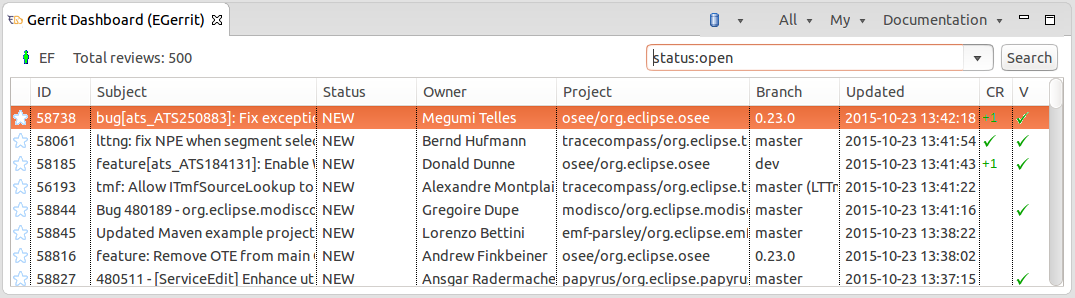 Gerrit Dashboard (EGerrit) All My Documentation
EF Total reviews: 500 status:open Search
ID Subject Status Owner Project Branch Updated CR V
58738 bug[ats_ATS250883]: Fix excepti NEW Megumi Telles osee/org.eclipse.osee 0.23.0 2015-10-23 13:42:18 +1 ✓
58061 lttng: fix NPE when segment selec NEW Bernd Hufmann tracecompass/org.eclipse.t master 2015-10-23 13:41:54 ✓ ✓
58185 feature[ats_ATS184131]: Enable W NEW Donald Dunne osee/org.eclipse.osee dev 2015-10-23 13:41:43 +1 ✓
56193 tmf: Allow ITmfSourceLookup to NEW Alexandre Montplai tracecompass/org.eclipse.t master (LTTn 2015-10-23 13:41:22
58844 Bug 480189 - org.eclipse.modisco NEW Gregoire Dupe modisco/org.eclipse.modis master 2015-10-23 13:41:16 ✓
58845 Updated Maven example project NEW Lorenzo Bettini emf-parsley/org.eclipse.emf master 2015-10-23 13:38:22
58816 feature: Remove OTE from main NEW Andrew Finkbeiner osee/org.eclipse.osee 0.23.0 2015-10-23 13:38:02
58827 480511 - [ServiceEdit] Enhance ut NEW Ansgar Radermache papyrus/org.eclipse.papyru master 2015-10-23 13:37:15 ✓